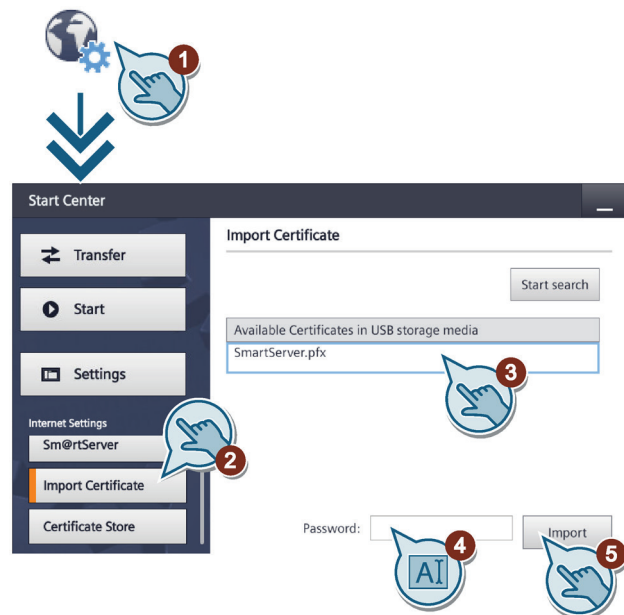 1
Start Center
Transfer
Start
Settings
Internet Settings
Sm@rtServer
Import Certificate
Certificate Store
2
Import Certificate
Start search
Available Certificates in USB storage media
SmartServer.pfx
3
Password:
4
AI
Import
5